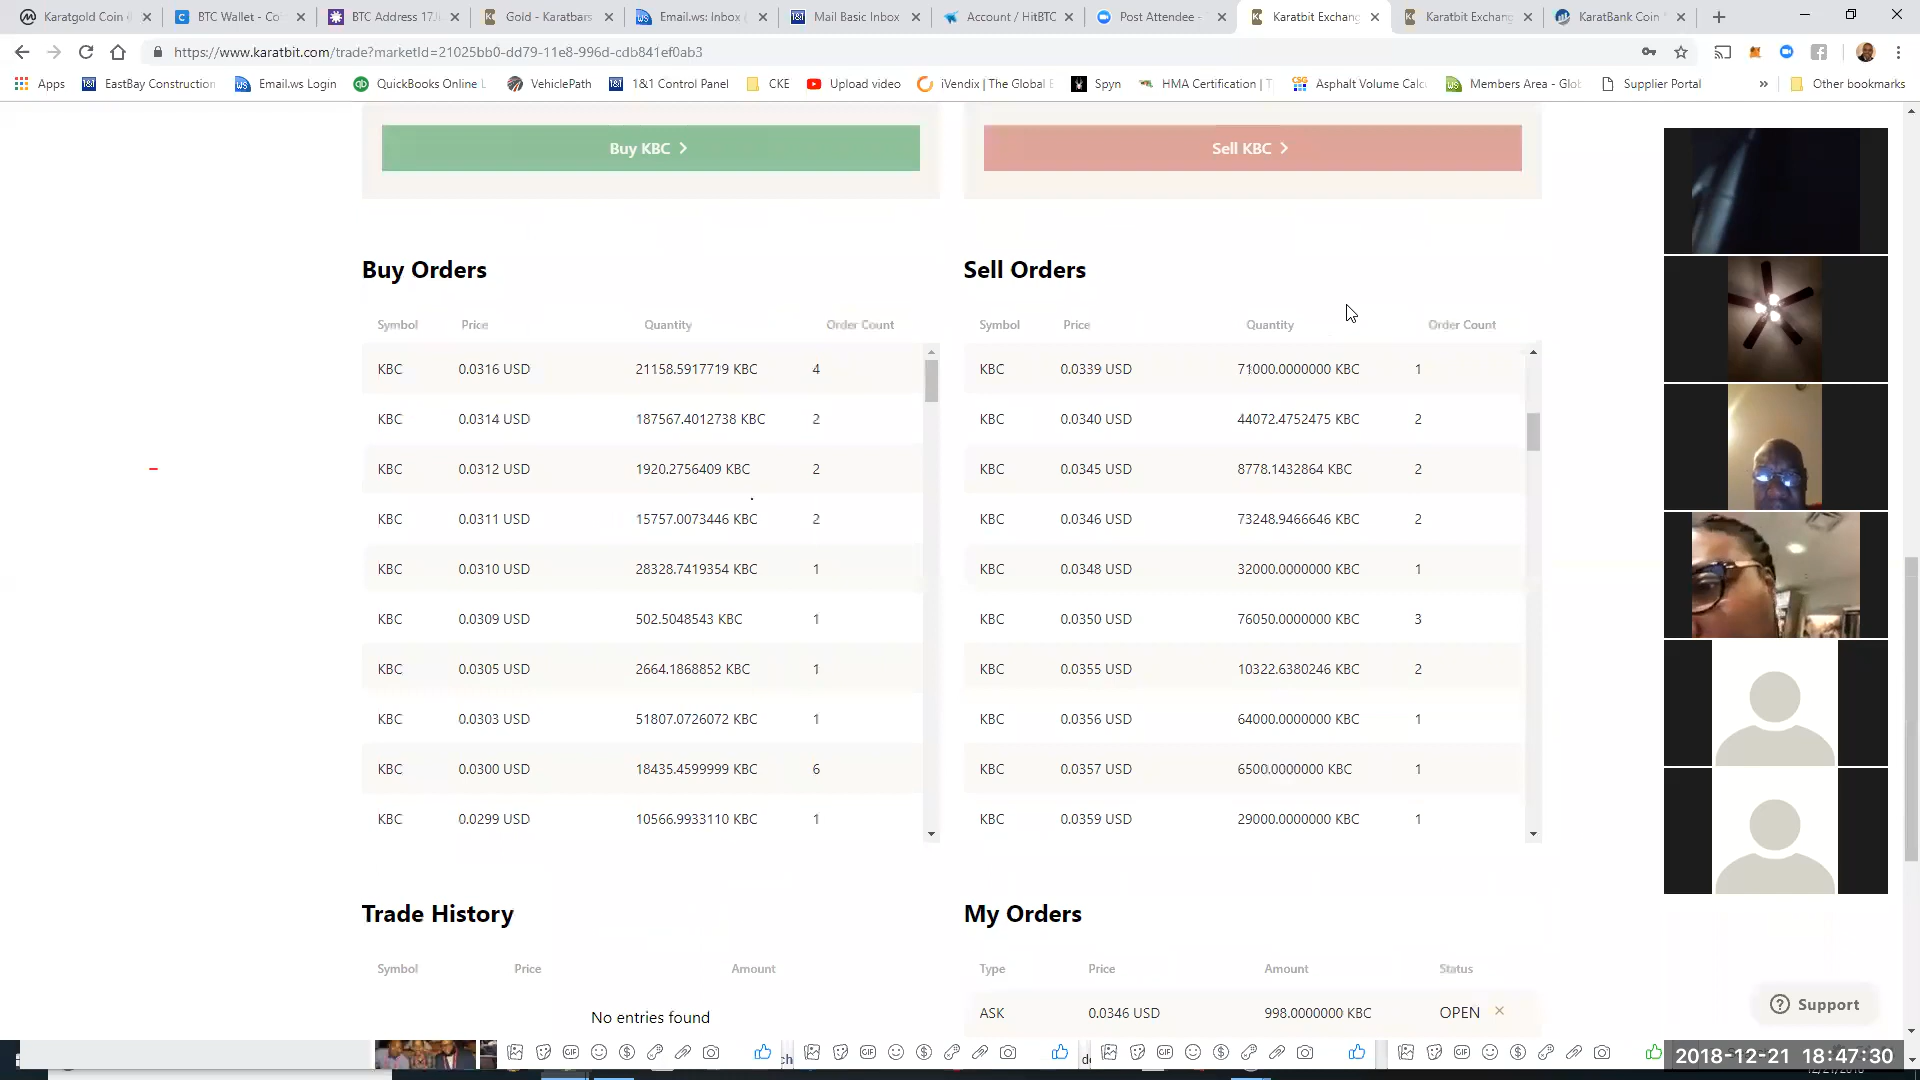 Karatgold Coin (
BTC Wallet - Co
BTC Address 17J
Gold - Karatbars
Email.ws: Inbox (
Mail Basic Inbox
Account / HitBTC
Post Attendee -
Karatbit Exchang
Karatbit Exchang
KaratBank Coin
https://www.karatbit.com/trade?marketId=21025bb0-dd79-11e8-996d-cdb841ef0ab3
Apps
EastBay Construction
Email.ws Login
QuickBooks Online L
VehiclePath
1&1 Control Panel
CKE
Upload video
iVendix | The Global E
Spyn
HMA Certification | T
Asphalt Volume Calcu
Members Area - Glob
Supplier Portal
»
Other bookmarks
Buy KBC
Sell KBC
Buy Orders
Symbol Price Quantity Order Count
KBC 0.0316 USD 21158.5917719 KBC 4
KBC 0.0314 USD 187567.4012738 KBC 2
KBC 0.0312 USD 1920.2756409 KBC 2
KBC 0.0311 USD 15757.0073446 KBC 2
KBC 0.0310 USD 28328.7419354 KBC 1
KBC 0.0309 USD 502.5048543 KBC 1
KBC 0.0305 USD 2664.1868852 KBC 1
KBC 0.0303 USD 51807.0726072 KBC 1
KBC 0.0300 USD 18435.4599999 KBC 6
KBC 0.0299 USD 10566.9933110 KBC 1
Sell Orders
Symbol Price Quantity Order Count
KBC 0.0339 USD 71000.0000000 KBC 1
KBC 0.0340 USD 44072.4752475 KBC 2
KBC 0.0345 USD 8778.1432864 KBC 2
KBC 0.0346 USD 73248.9466646 KBC 2
KBC 0.0348 USD 32000.0000000 KBC 1
KBC 0.0350 USD 76050.0000000 KBC 3
KBC 0.0355 USD 10322.6380246 KBC 2
KBC 0.0356 USD 64000.0000000 KBC 1
KBC 0.0357 USD 6500.0000000 KBC 1
KBC 0.0359 USD 29000.0000000 KBC 1
Trade History
Symbol Price Amount
No entries found
My Orders
Type Price Amount Status
ASK 0.0346 USD 998.0000000 KBC OPEN
Support
2018-12-21 18:47:30